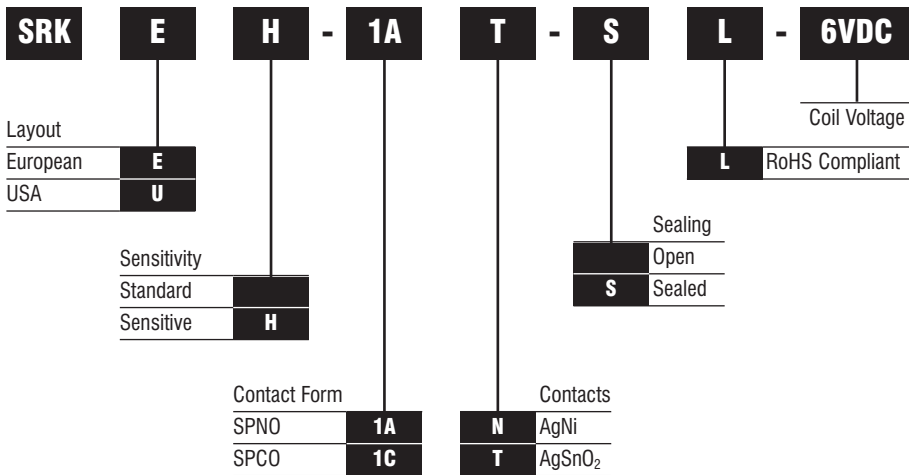 SRK E H - 1A T - S L - 6VDC
Coil Voltage
Layout
European E
USA U
L RoHS Compliant
Sealing
Open
S Sealed
Sensitivity
Standard
Sensitive H
Contact Form
SPNO 1A
SPCO 1C
Contacts
N AgNi
T AgSnO₂